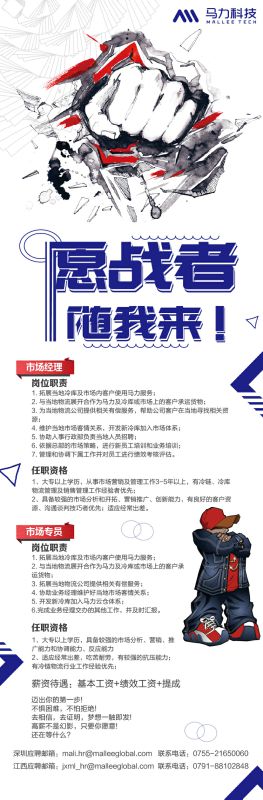 马力科技
MALLEE TECH
愿战者
随我来！
市场经理
岗位职责
1. 拓展当地冷库及市场内客户使用马力服务；
2. 与当地物流展开合作为马力及冷库或市场上的客户承运货物；
3. 为当地物流公司提供相关有偿服务，帮助公司客户在当地寻找相关资
源；
4. 维护当地市场客情关系，开发新冷库加入市场体系；
5. 协助人事行政部负责当地人员招聘；
6. 依据总部的市场策略，进行新员工培训和业务培训；
7. 管理和协调下属工作并对员工进行绩效考核评估。
任职资格
1. 大专以上学历，从事市场营销及管理工作3-5年以上，有冷链、冷库
物流管理及销售管理工作经验者优先；
2. 具备较强的市场分析和开拓，营销推广、创新能力，有良好的客户资
源、沟通谈判技巧者优先；适应经常出差。
市场专员
岗位职责
1. 拓展当地冷库及市场内客户使用马力服务；
2. 与当地物流展开合作为马力及冷库或市场上的客户承
运货物；
3. 拓展当地物流公司提供相关有偿服务；
4. 协助业务经理维护好当地市场客情关系；
5. 开发新冷库加入马力云仓体系；
6.完成业务经理交办的其他工作，并及时汇报。
任职资格
1. 大专以上学历，具备较强的市场分析、营销、推
广能力和协调能力、反应能力
2. 适应经常出差、吃苦耐劳，有较强的抗压能力；
有冷链物流行业工作经验优先；
薪资待遇：基本工资+绩效工资+提成
迈出你的第一步！
不惧困难，不怕拒绝！
去相信，去证明，梦想一触即发！
高薪不是幻影，只要你愿意！
还在等什么？
深圳应聘邮箱：mali.hr@malleeglobal.com 联系电话：0755-21650060
江西应聘邮箱：jxml_hr@malleeglobal.com 联系电话：0791-88102848